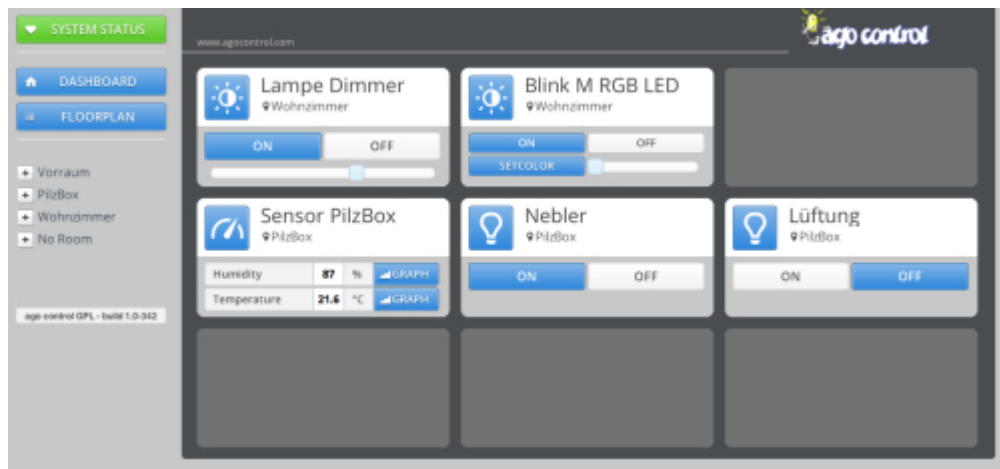 SYSTEM STATUS
DASHBOARD
FLOORPLAN
+ Vorraum
+ PilzBox
+ Wohnzimmer
+ No Room
ago control GPL - build 1.0-342
www.agocontrol.com
ago control
Lampe Dimmer
Wohnzimmer
ON OFF
Blink M RGB LED
Wohnzimmer
ON OFF
SETCOLOR
Sensor PilzBox
PilzBox
Humidity 87 % GRAPH
Temperature 21.6 °C GRAPH
Nebler
PilzBox
ON OFF
Lüftung
PilzBox
ON OFF